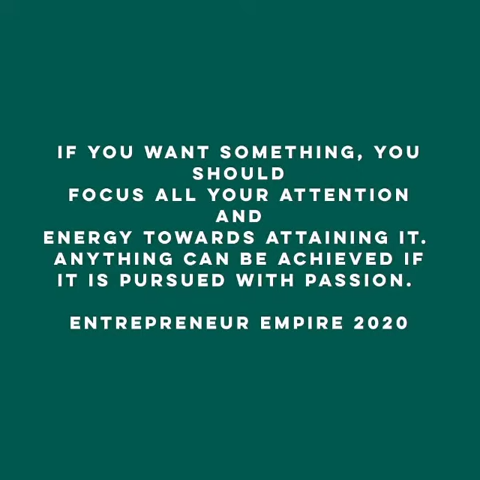 IF YOU WANT SOMETHING, YOU
SHOULD
FOCUS ALL YOUR ATTENTION
AND
ENERGY TOWARDS ATTAINING IT.
ANYTHING CAN BE ACHIEVED IF
IT IS PURSUED WITH PASSION.
ENTREPRENEUR EMPIRE 2020